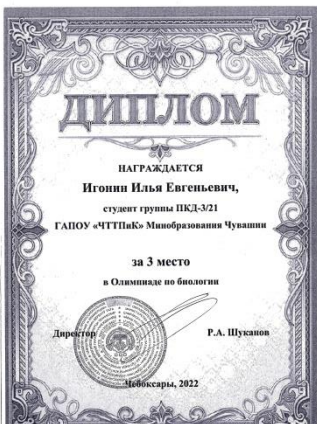 ДИПЛОМ
НАГРАЖДАЕТСЯ
Игонин Илья Евгеньевич,
студент группы ПКД-3/21
ГАПОУ «ЧТТПиК» Минобразования Чувашии
за 3 место
в Олимпиаде по биологии
Директор Р.А. Шуканов
Чебоксары, 2022